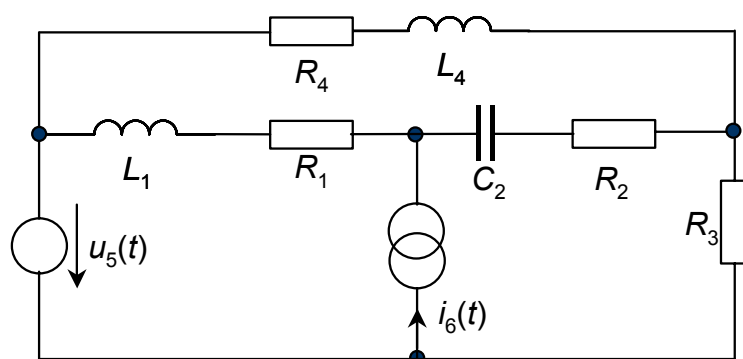 R₄
L₄
L₁
R₁
C₂
R₂
R₃
u₅(t)
i₆(t)